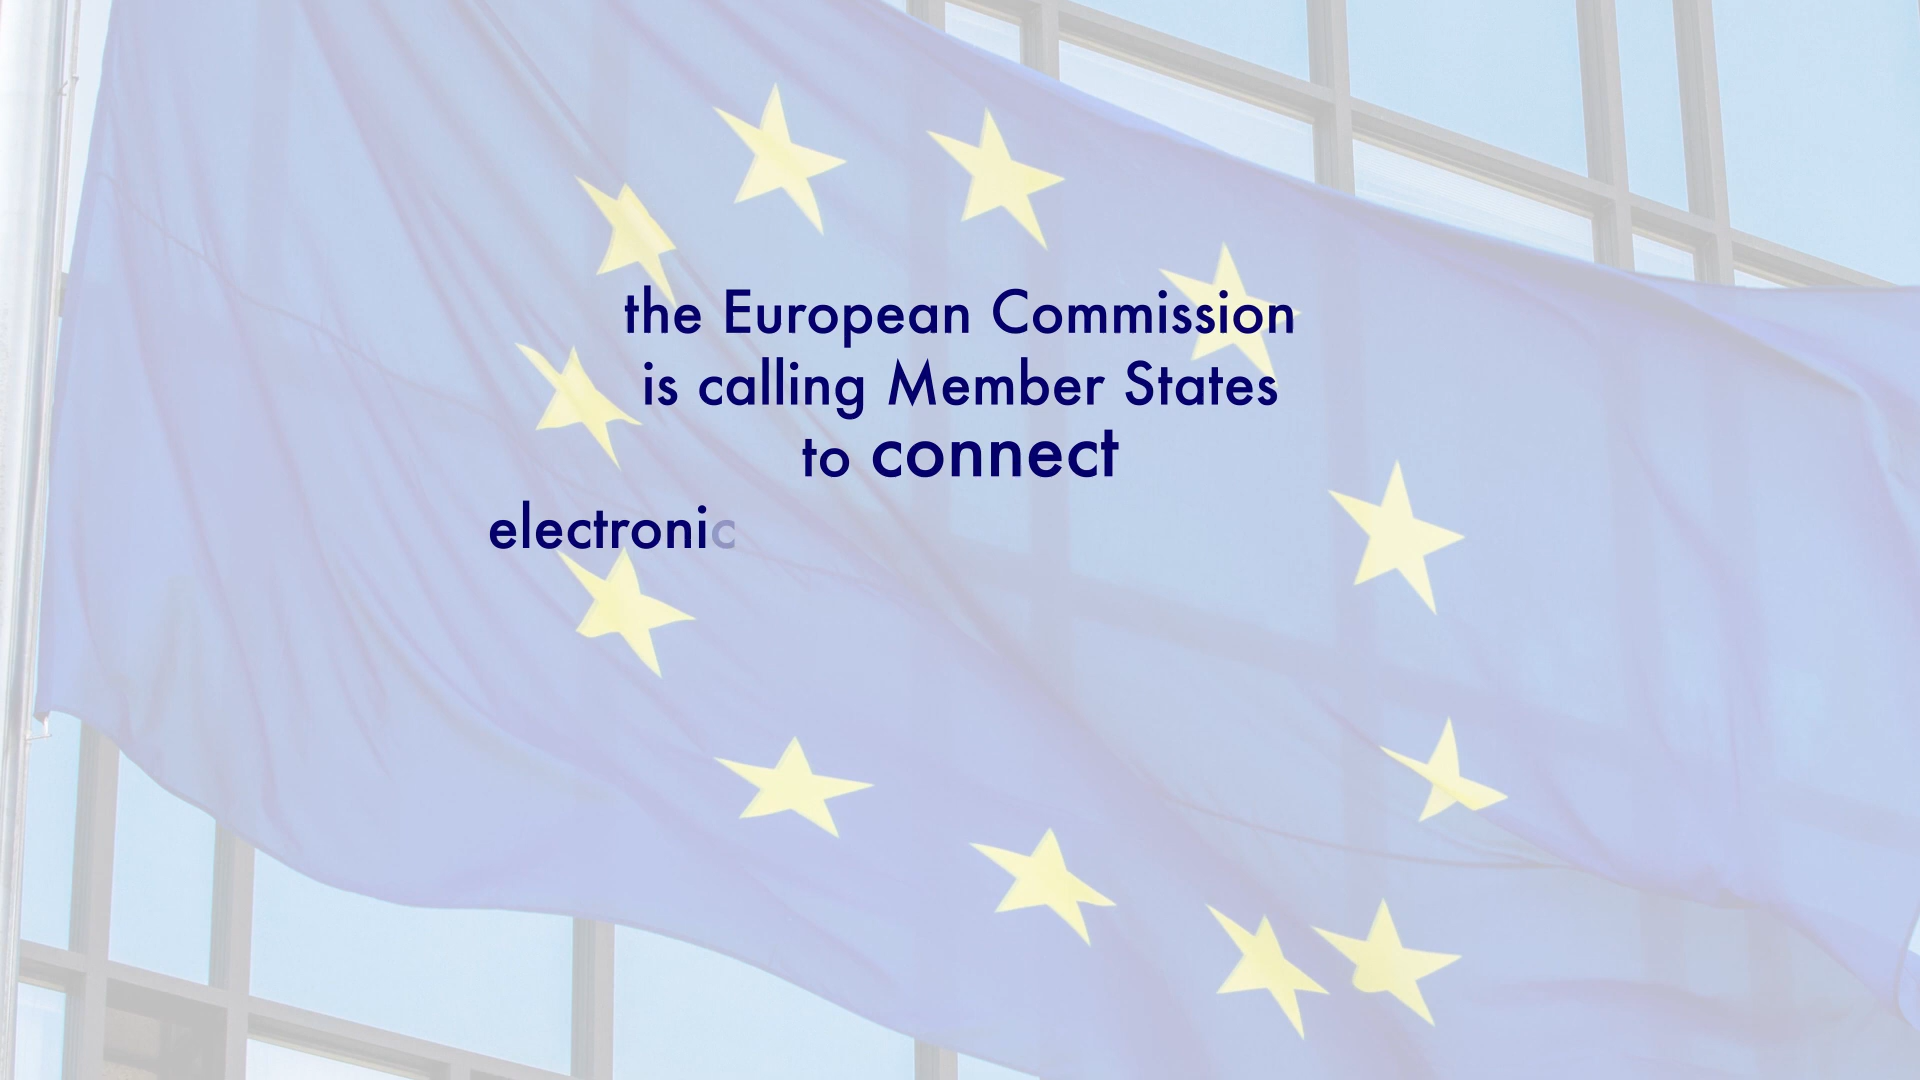 the European Commission
is calling Member States
to connect
electronic